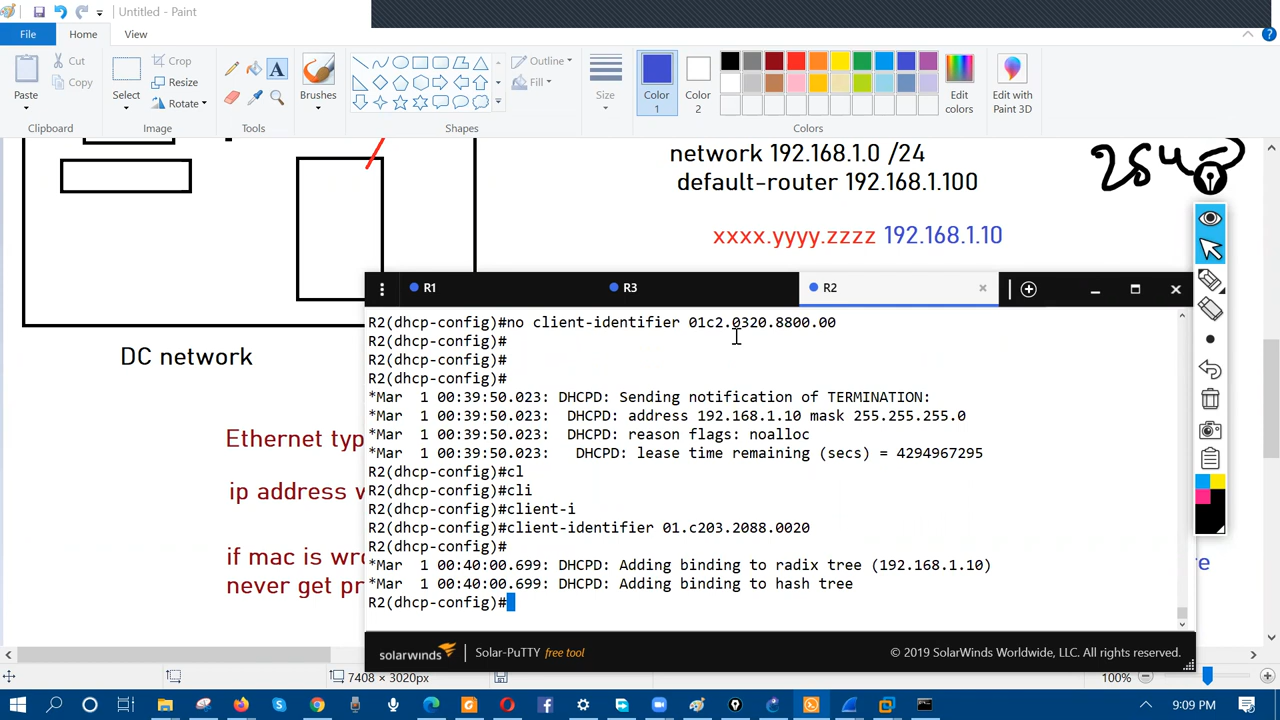 Untitled - Paint
File Home View
Paste
Cut
Copy
Clipboard
Select
Crop
Resize
Rotate
Image
A
Tools
Brushes
Shapes
Outline
Fill
Size
Color
1
Color
2
Edit
colors
Colors
Edit with
Paint 3D
network 192.168.1.0 /24
default-router 192.168.1.100
xxxx.yyyy.zzzz 192.168.1.10
DC network
Ethernet typ
ip address w
if mac is wro
never get pr
re
R1
R3
R2
R2(dhcp-config)#no client-identifier 01c2.0320.8800.00
R2(dhcp-config)#
R2(dhcp-config)#
R2(dhcp-config)#
*Mar 1 00:39:50.023: DHCPD: Sending notification of TERMINATION:
*Mar 1 00:39:50.023: DHCPD: address 192.168.1.10 mask 255.255.255.0
*Mar 1 00:39:50.023: DHCPD: reason flags: noalloc
*Mar 1 00:39:50.023: DHCPD: lease time remaining (secs) = 4294967295
R2(dhcp-config)#cl
R2(dhcp-config)#cli
R2(dhcp-config)#client-i
R2(dhcp-config)#client-identifier 01.c203.2088.0020
R2(dhcp-config)#
*Mar 1 00:40:00.699: DHCPD: Adding binding to radix tree (192.168.1.10)
*Mar 1 00:40:00.699: DHCPD: Adding binding to hash tree
R2(dhcp-config)#
solarwinds Solar-PuTTY free tool
© 2019 SolarWinds Worldwide, LLC. All rights reserved.
7408 × 3020px
100%
9:09 PM